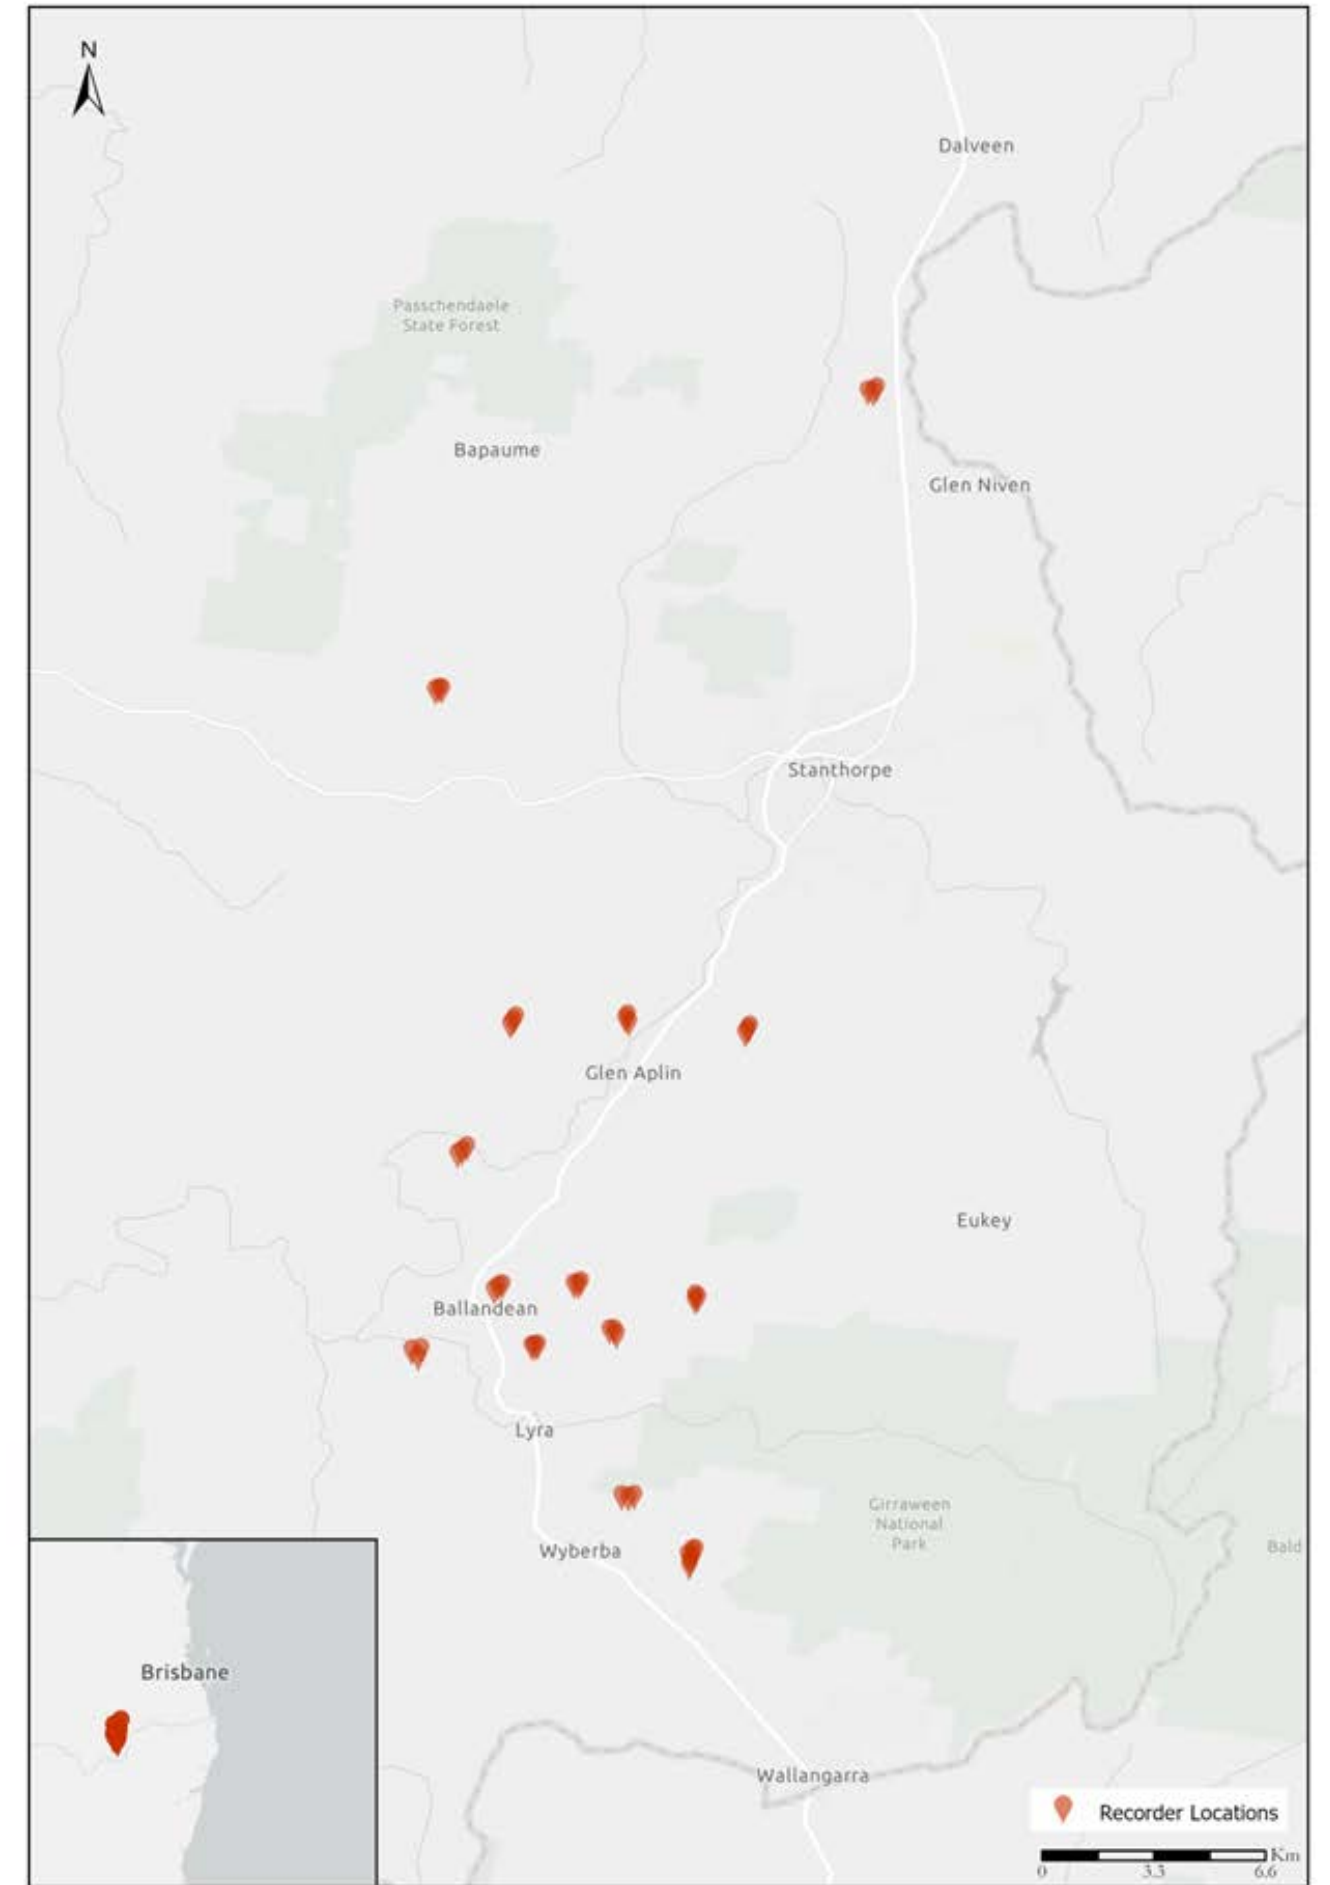 N
Dalveen
Passchendaele
State Forest
Bapaume
Glen Niven
Stanthorpe
Glen Aplin
Eukey
Ballandean
Lyra
Girraween
National
Park
Wyberba
Bald
Brisbane
Wallangarra
Recorder Locations
Km
0 3.3 6.6